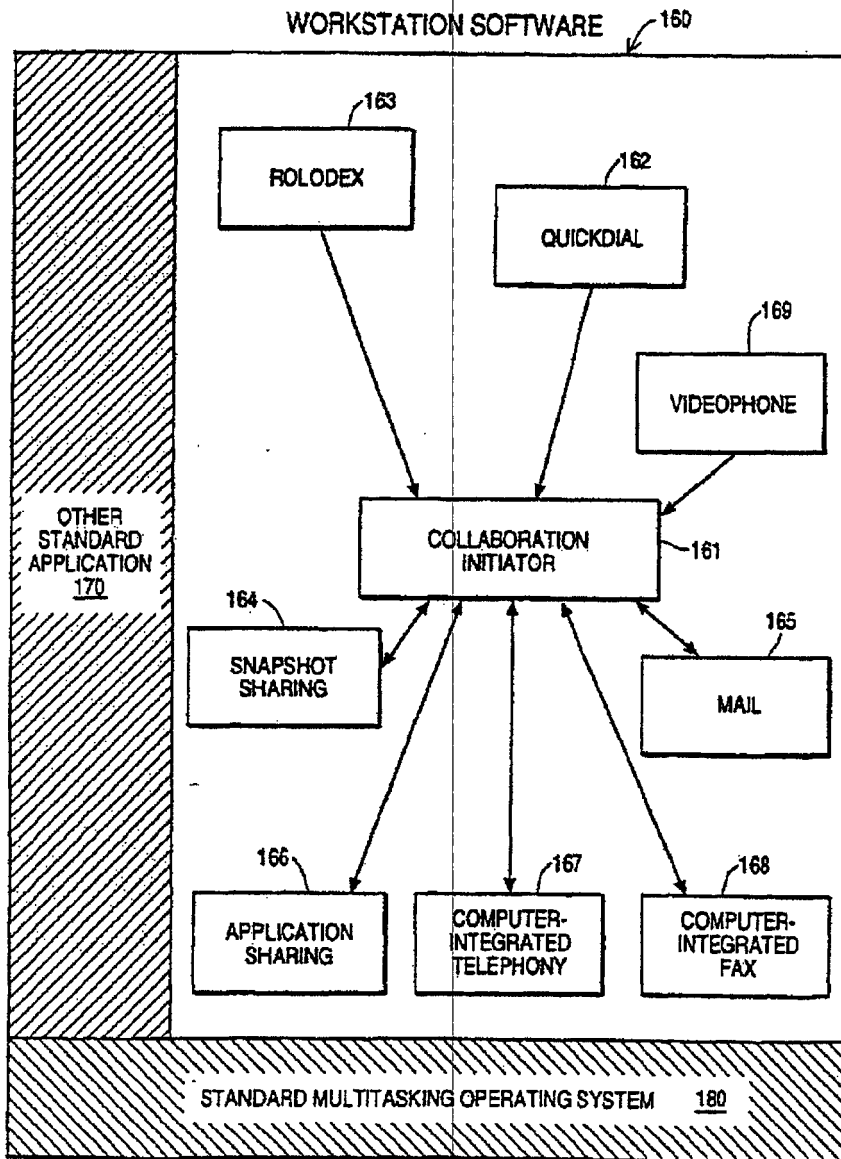 WORKSTATION SOFTWARE
160
163
ROLODEX
162
QUICKDIAL
169
VIDEOPHONE
COLLABORATION
INITIATOR
161
OTHER
STANDARD
APPLICATION
170
164
SNAPSHOT
SHARING
165
MAIL
166
APPLICATION
SHARING
167
COMPUTER-
INTEGRATED
TELEPHONY
168
COMPUTER-
INTEGRATED
FAX
STANDARD MULTITASKING OPERATING SYSTEM 180